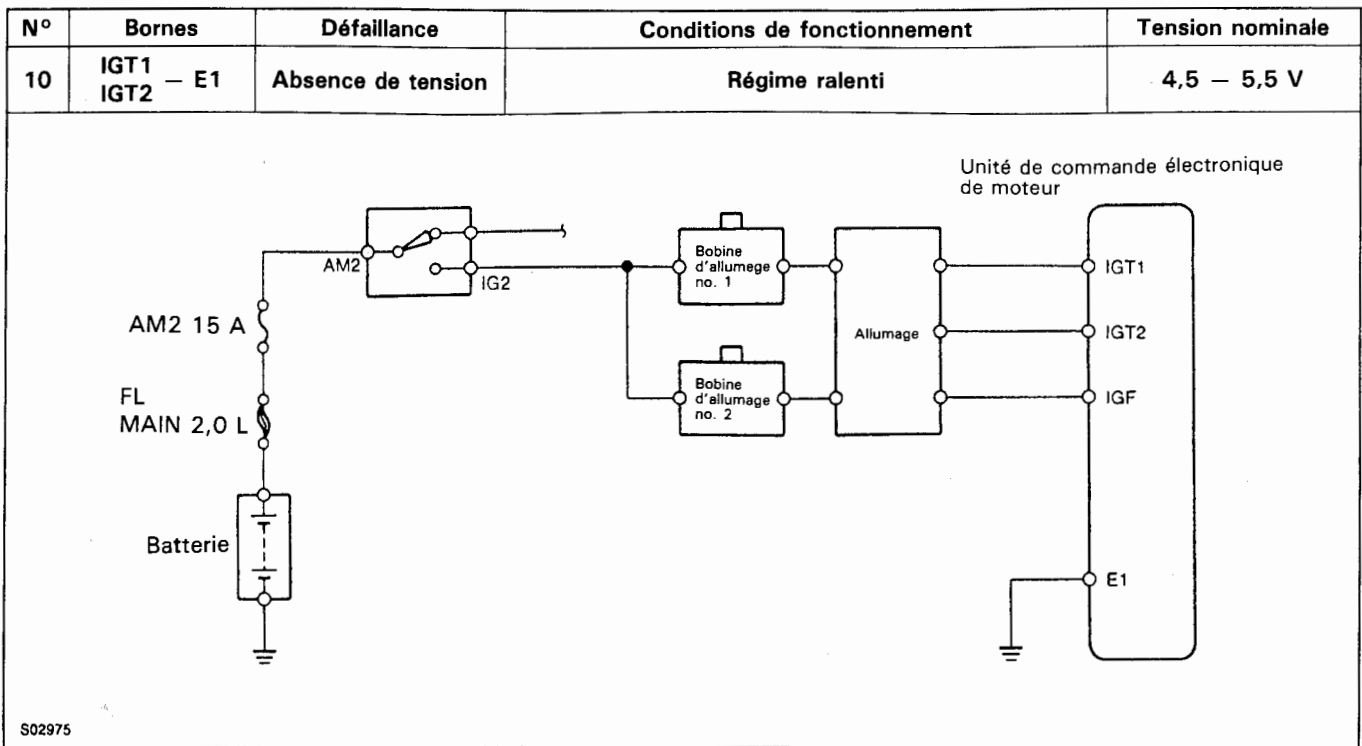 N° Bornes Défaillance Conditions de fonctionnement Tension nominale
10 IGT1 IGT2 — E1 Absence de tension Régime ralenti 4,5 — 5,5 V
Unité de commande électronique
de moteur
AM2
IG2
Bobine
d'allumege
no. 1
Bobine
d'allumage
no. 2
Allumage
IGT1
IGT2
IGF
E1
AM2 15 A
FL
MAIN 2,0 L
Batterie
S02975